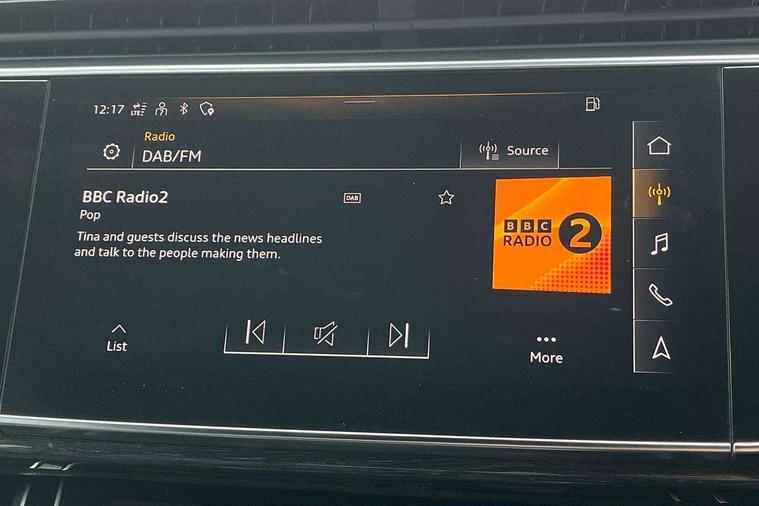 12:17 LTE
Radio
DAB/FM
Source
BBC Radio2
DAB
Pop
Tina and guests discuss the news headlines
and talk to the people making them.
BBC
RADIO 2
List
More